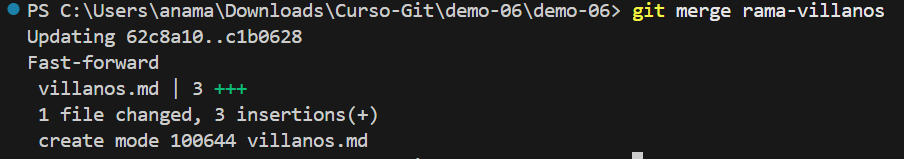 PS C:\Users\anama\Downloads\Curso-Git\demo-06\demo-06> git merge rama-villanos
Updating 62c8a10..c1b0628
Fast-forward
 villanos.md | 3 +++
 1 file changed, 3 insertions(+)
 create mode 100644 villanos.md